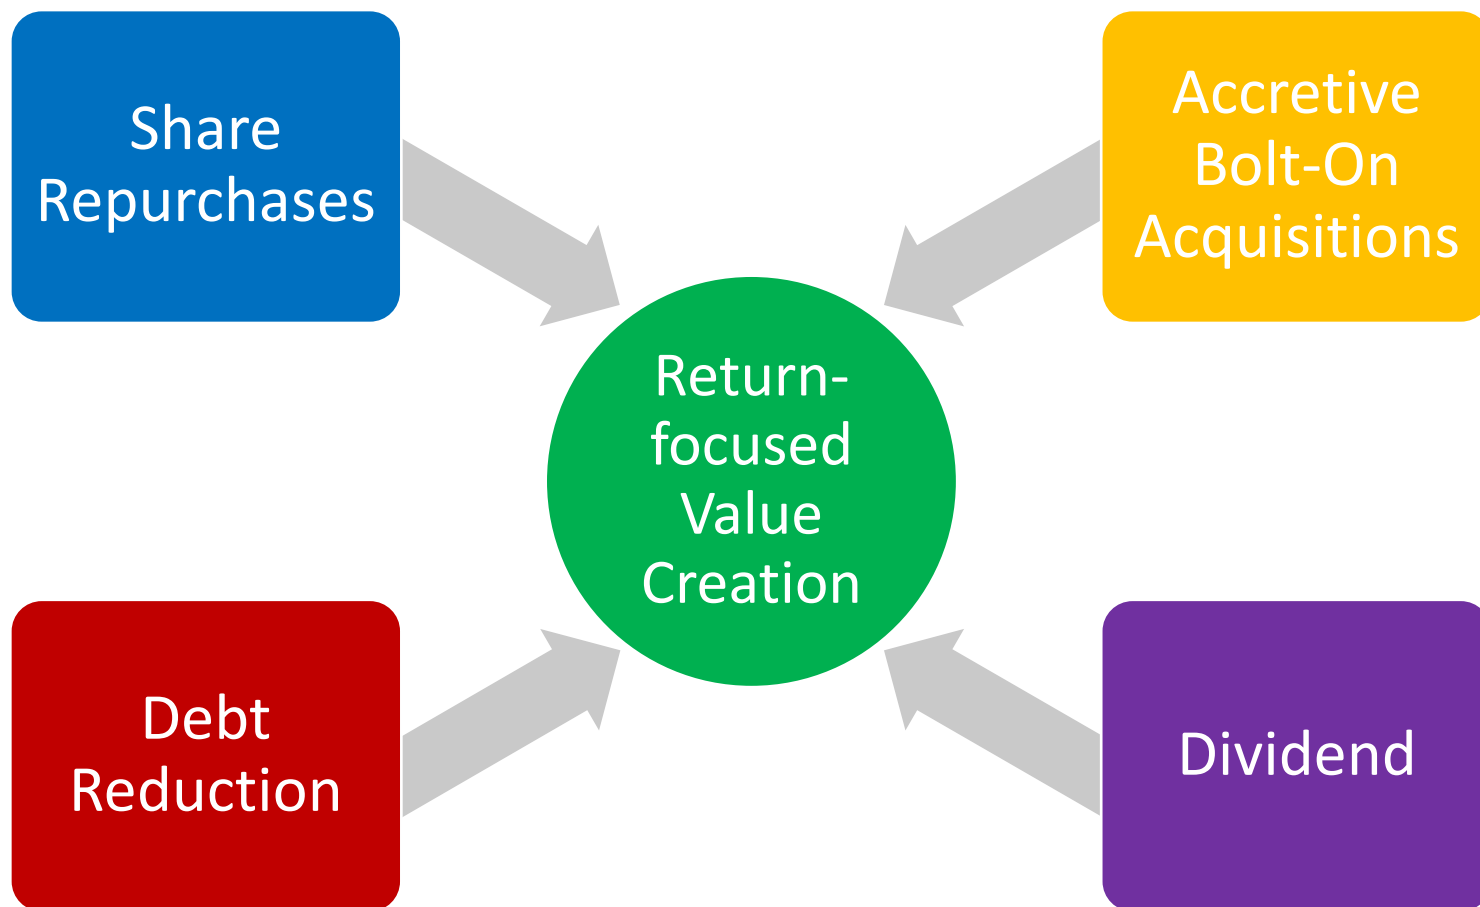 Share
Repurchases
Accretive
Bolt-On
Acquisitions
Return-
focused
Value
Creation
Debt
Reduction
Dividend